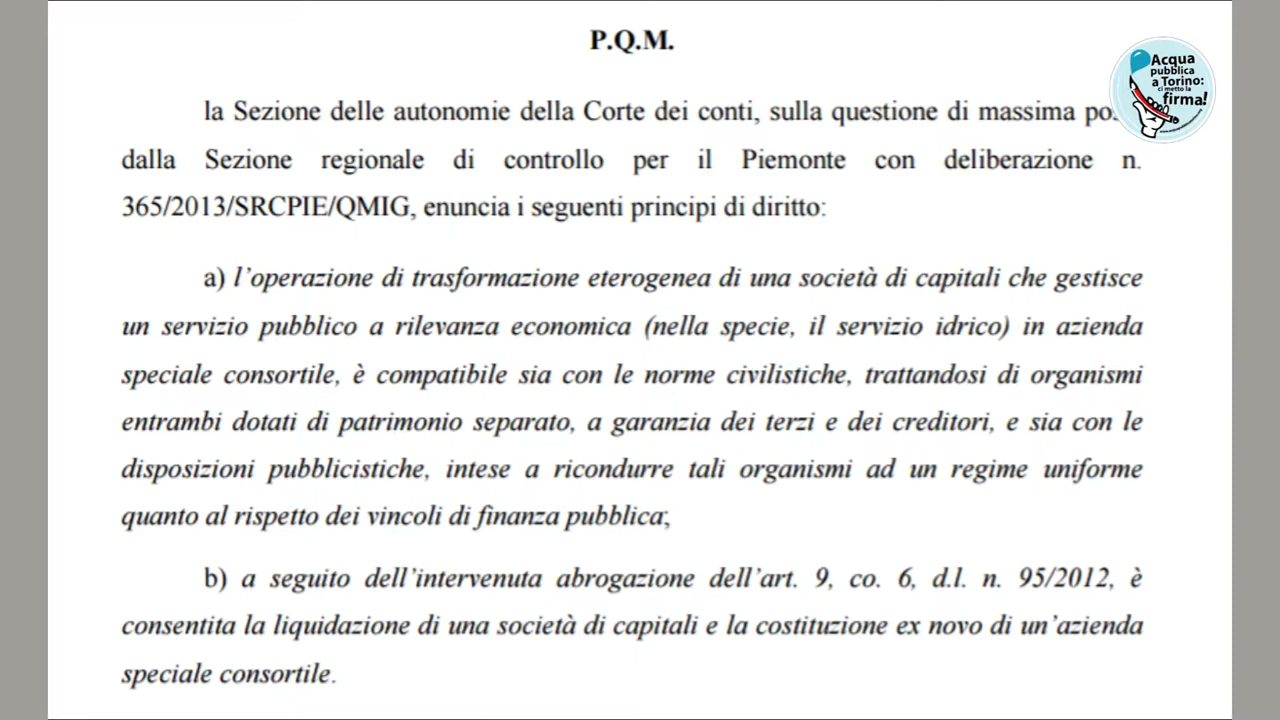 P.Q.M.
Acqua
pubblica
a Torino:
ci metto la
firma!
la Sezione delle autonomie della Corte dei conti, sulla questione di massima
dalla Sezione regionale di controllo per il Piemonte con deliberazione n.
365/2013/SRCPIE/QMIG, enuncia i seguenti principi di diritto:
a) l’operazione di trasformazione eterogenea di una società di capitali che gestisce
un servizio pubblico a rilevanza economica (nella specie, il servizio idrico) in azienda
speciale consortile, è compatibile sia con le norme civilistiche, trattandosi di organismi
entrambi dotati di patrimonio separato, a garanzia dei terzi e dei creditori, e sia con le
disposizioni pubblicistiche, intese a ricondurre tali organismi ad un regime uniforme
quanto al rispetto dei vincoli di finanza pubblica;
b) a seguito dell’intervenuta abrogazione dell’art. 9, co. 6, d.l. n. 95/2012, è
consentita la liquidazione di una società di capitali e la costituzione ex novo di un’azienda
speciale consortile.